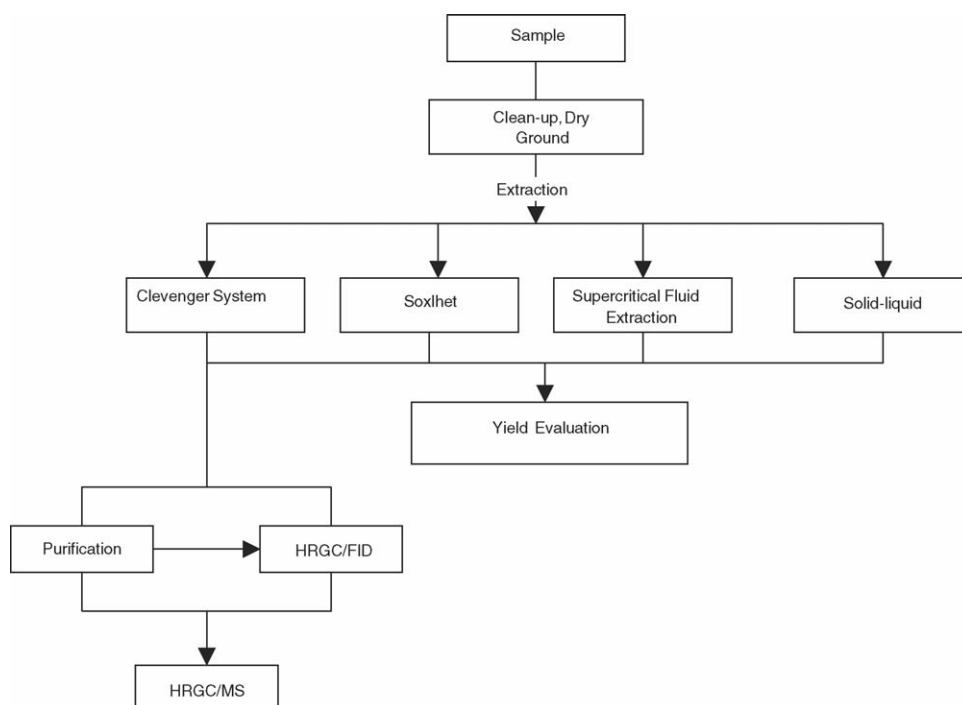 Sample
Clean-up, Dry
Ground
Extraction
Clevenger System
Soxlhet
Supercritical Fluid
Extraction
Solid-liquid
Yield Evaluation
Purification
HRGC/FID
HRGC/MS